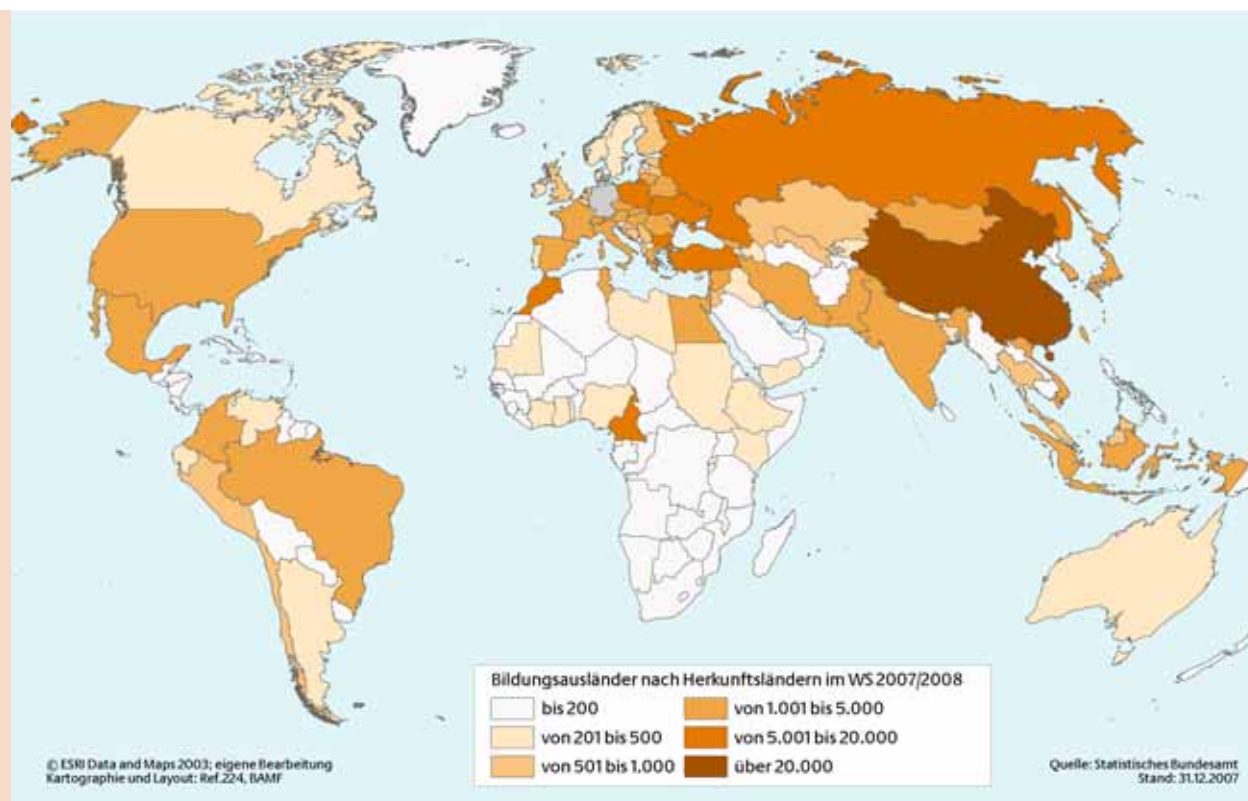 Bildungsausländer nach Herkunftsländern im WS 2007/2008
bis 200
von 201 bis 500
von 501 bis 1.000
von 1.001 bis 5.000
von 5.001 bis 20.000
über 20.000
© ESRI Data and Maps 2003; eigene Bearbeitung
Kartographie und Layout: Ref.224, BAMF
Quelle: Statistisches Bundesamt
Stand: 31.12.2007